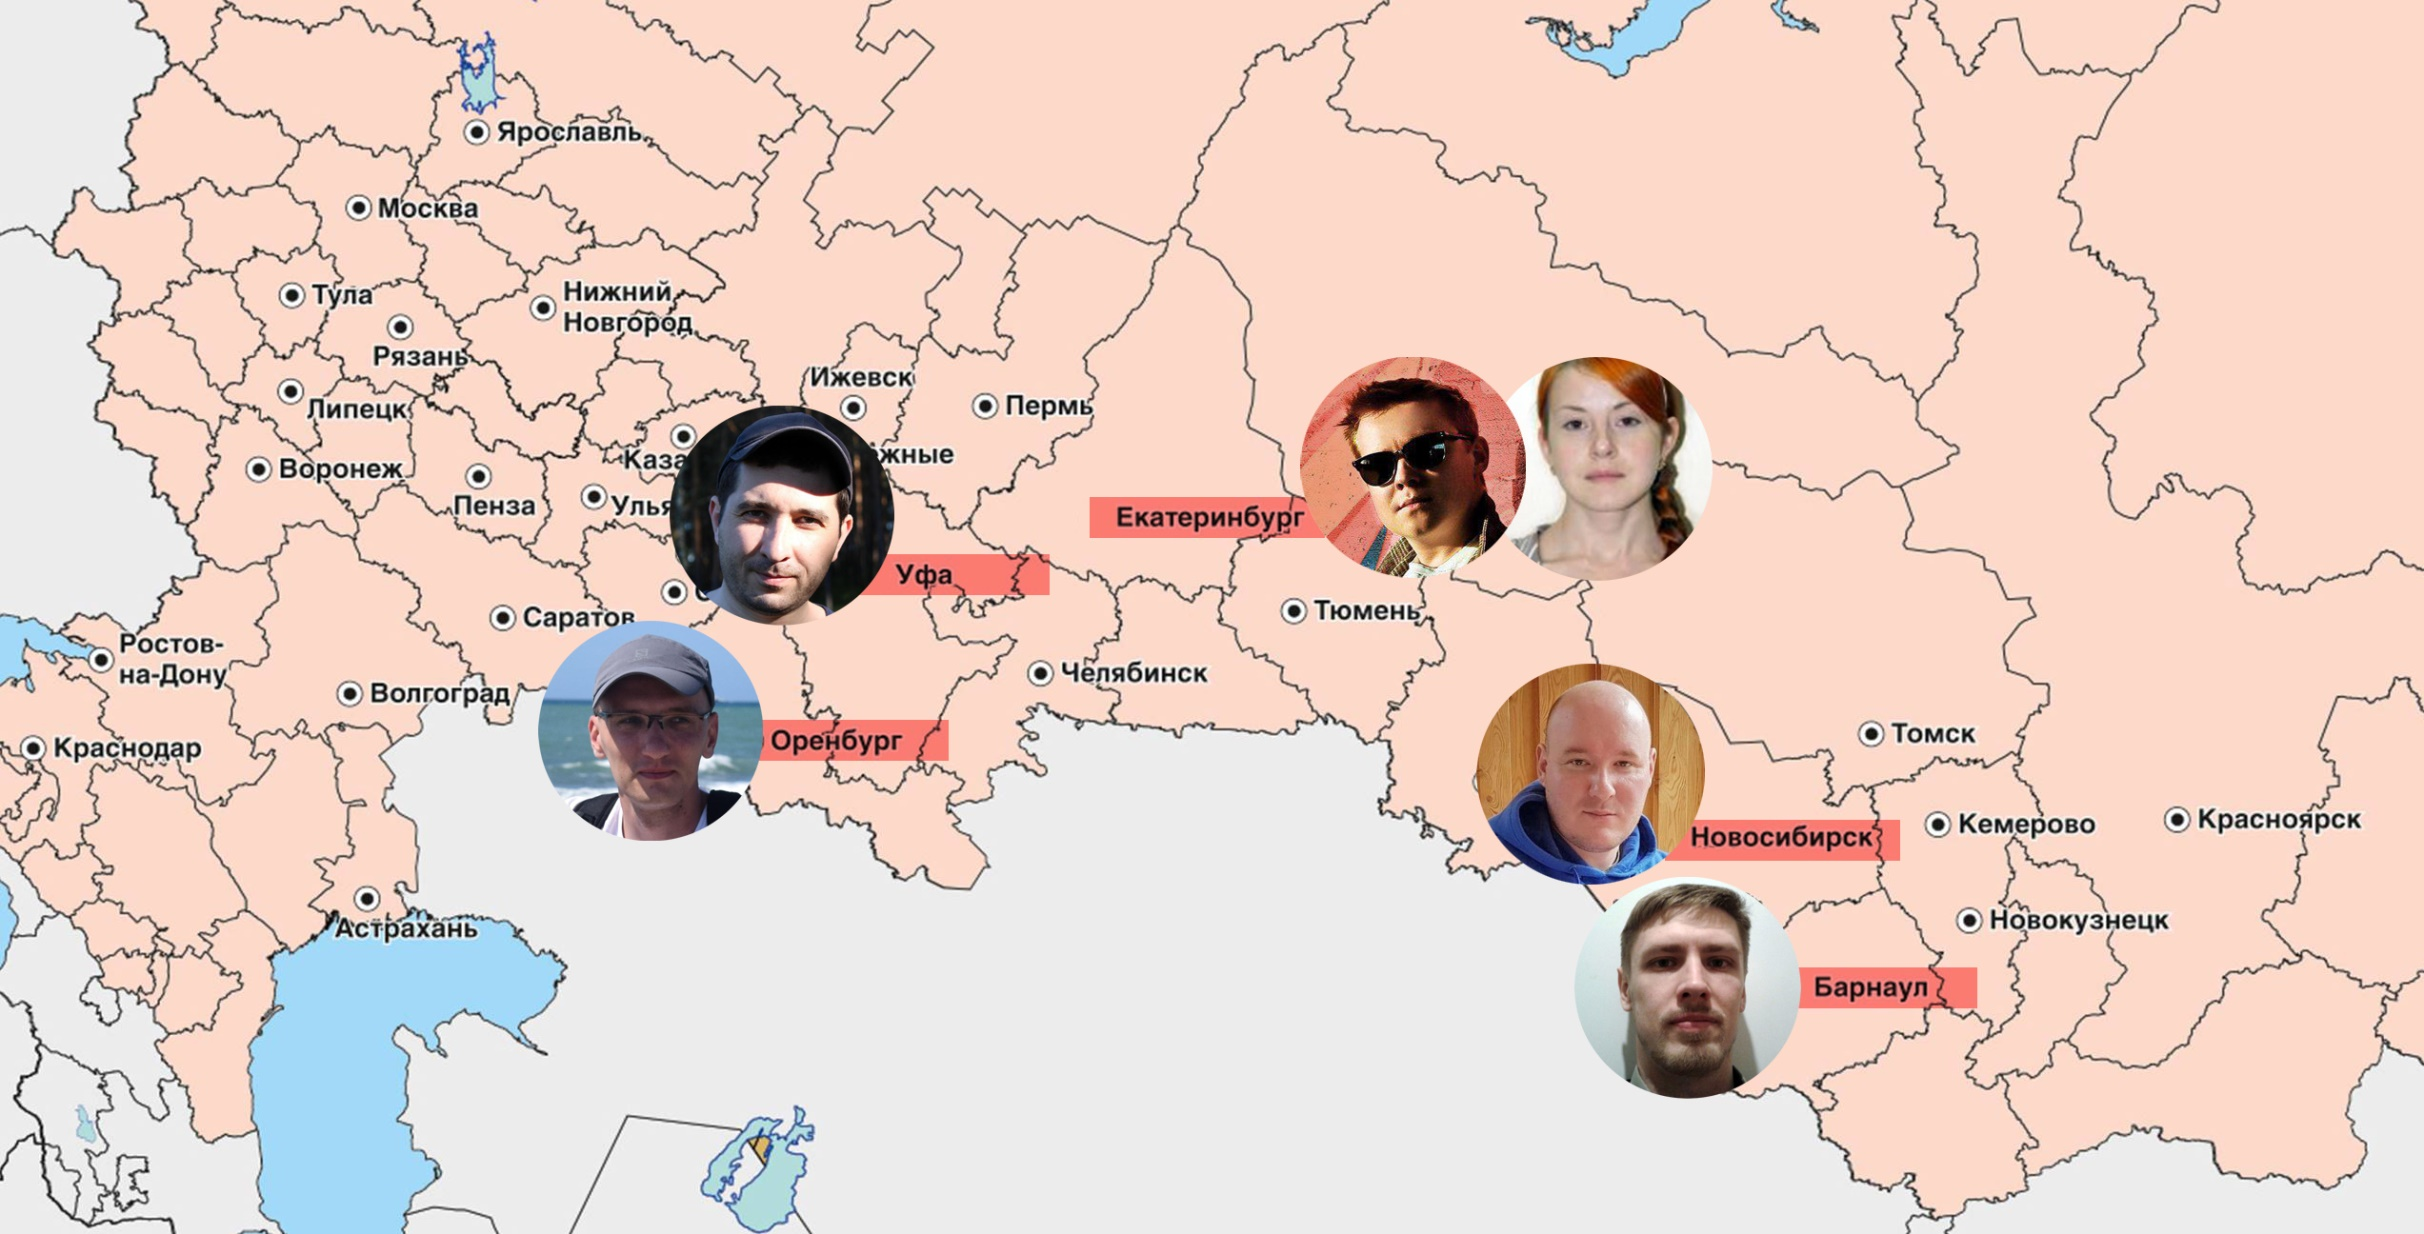 Ярославль
Москва
Тула
Нижний
Новгород
Рязань
Ижевск
Пермь
Липецк
Воронеж
Пенза
Екатеринбург
Уфа
Саратов
Тюмень
Ростов-
на-Дону
Челябинск
Волгоград
Оренбург
Томск
Краснодар
Новосибирск
Кемерово
Красноярск
Астрахань
Новокузнецк
Барнаул